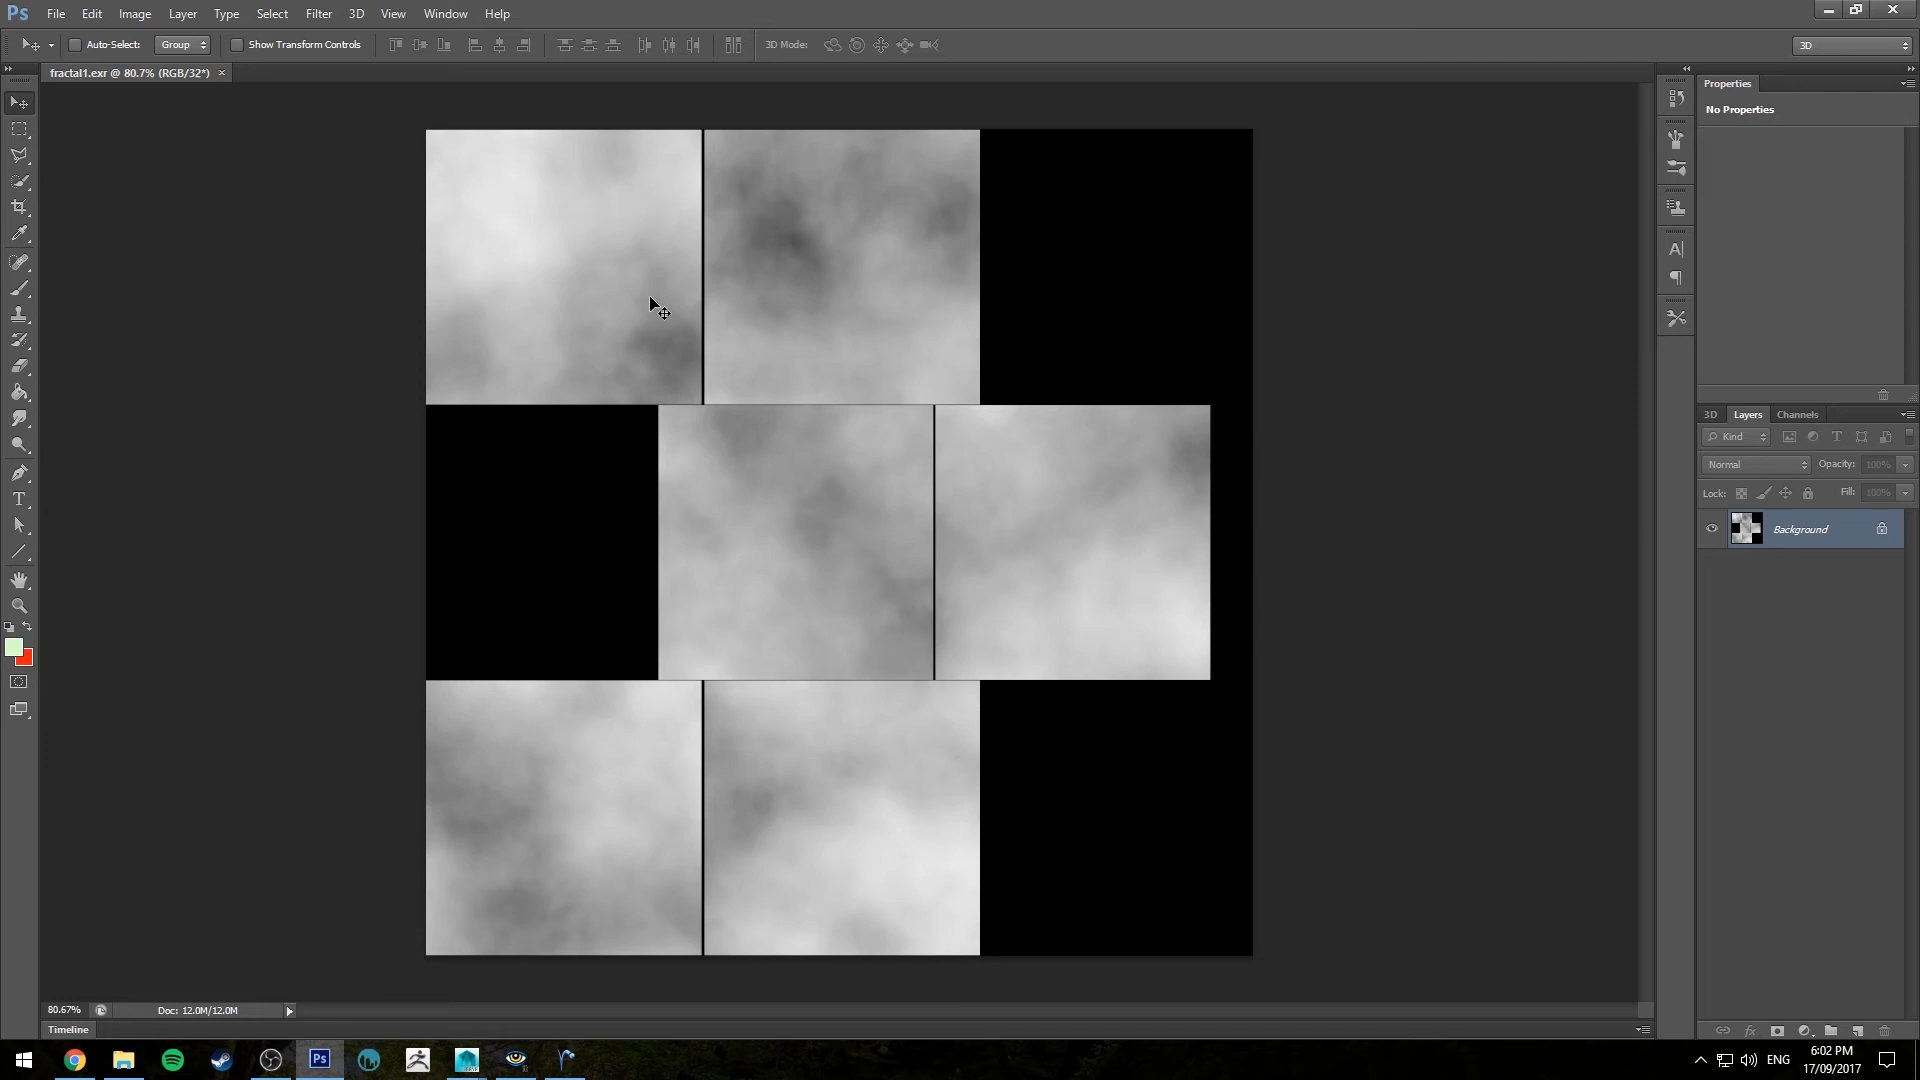 Ps File Edit Image Layer Type Select Filter 3D View Window Help
Auto-Select: Group Show Transform Controls 3D Mode: 3D
fractal1.exr @ 80.7% (RGB/32*) ×
Properties
No Properties
3D Layers Channels
Kind
Normal Opacity: 100%
Lock: Fill: 100%
Background
80.67% Doc: 12.0M/12.0M
Timeline
Ps ENG 6:02 PM
17/09/2017